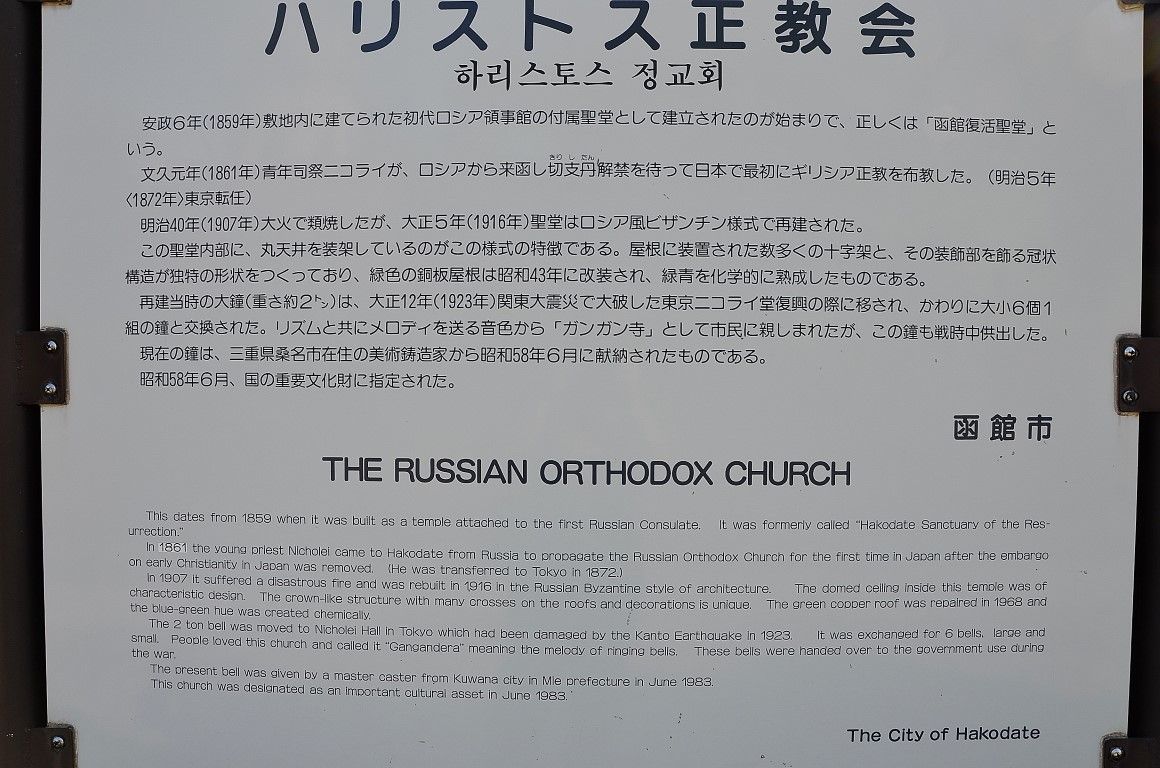 ハリストス正教会
하리스토스 정교회
安政６年(1859年)敷地内に建てられた初代ロシア領事館の付属聖堂として建立されたのが始まりで、正しくは「函館復活聖堂」と
いう。
きりしたん
文久元年(1861年)青年司祭ニコライが、ロシアから来函し切支丹解禁を待って日本で最初にギリシア正教を布教した。（明治５年
〈1872年〉東京転任）
明治40年(1907年)大火で類焼したが、大正５年(1916年)聖堂はロシア風ビザンチン様式で再建された。
この聖堂内部に、丸天井を装架しているのがこの様式の特徴である。屋根に装置された数多くの十字架と、その装飾部を飾る冠状
構造が独特の形状をつくっており、緑色の銅板屋根は昭和43年に改装され、緑青を化学的に熟成したものである。
再建当時の大鐘(重さ約２㌧)は、大正12年(1923年)関東大震災で大破した東京ニコライ堂復興の際に移され、かわりに大小６個１
組の鐘と交換された。リズムと共にメロディを送る音色から「ガンガン寺」として市民に親しまれたが、この鐘も戦時中供出した。
現在の鐘は、三重県桑名市在住の美術鋳造家から昭和58年６月に献納されたものである。
昭和58年６月、国の重要文化財に指定された。
函館市
THE RUSSIAN ORTHODOX CHURCH
This dates from 1859 when it was built as a temple attached to the first Russian Consulate. It was formerly called "Hakodate Sanctuary of the Res-
urrection."
In 1861 the young priest Nicholei came to Hakodate from Russia to propagate the Russian Orthodox Church for the first time in Japan after the embargo
on early Christianity in Japan was removed. (He was transferred to Tokyo in 1872.)
In 1907 it suffered a disastrous fire and was rebuilt in 1916 in the Russian Byzantine style of architecture. The domed ceiling inside this temple was of
characteristic design. The crown-like structure with many crosses on the roofs and decorations is unique. The green copper roof was repaired in 1968 and
the blue-green hue was created chemically.
The 2 ton bell was moved to Nicholei Hall in Tokyo which had been damaged by the Kanto Earthquake in 1923. It was exchanged for 6 bells, large and
small. People loved this church and called it "Gangandera" meaning the melody of ringing bells. These bells were handed over to the government use during
the war.
The present bell was given by a master caster from Kuwana city in Mie prefecture in June 1983.
This church was designated as an important cultural asset in June 1983.
The City of Hakodate